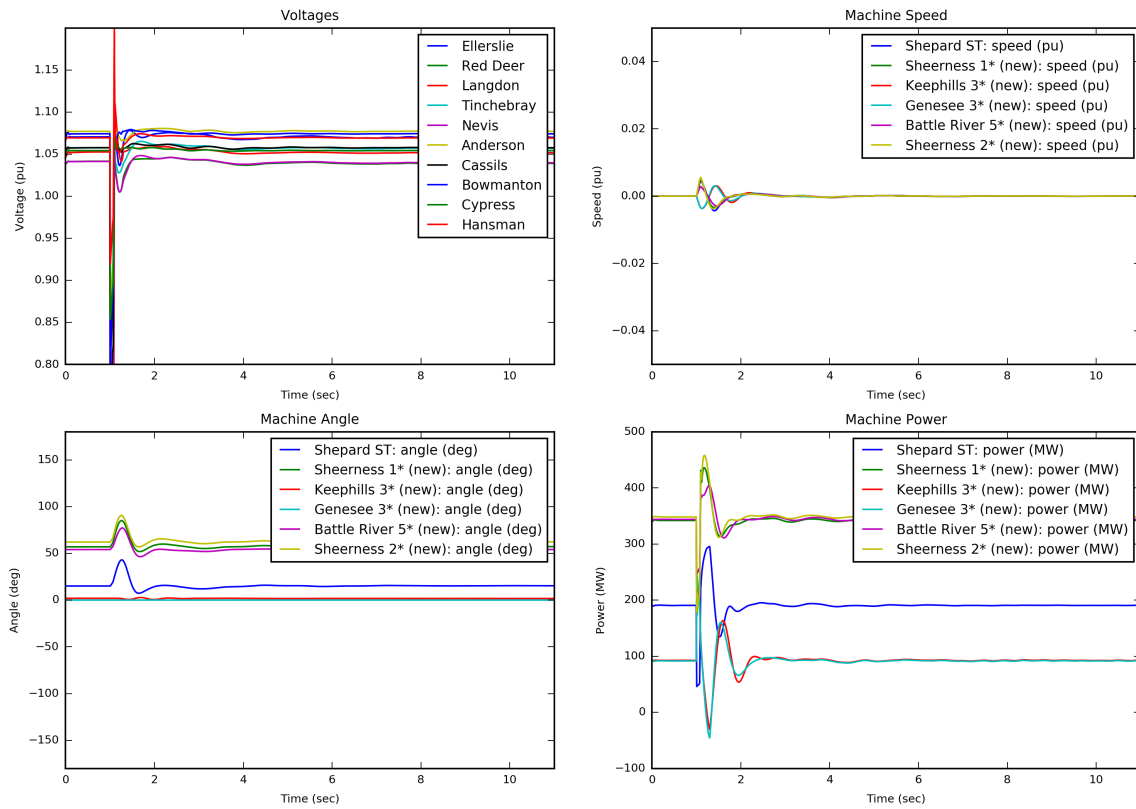 Voltages
1.15
1.10
1.05
1.00
0.95
0.90
0.85
0.80
Voltage (pu)
0 2 4 6 8 10
Time (sec)
Ellerslie
Red Deer
Langdon
Tinchebray
Nevis
Anderson
Cassils
Bowmanton
Cypress
Hansman
Machine Speed
0.04
0.02
0.00
−0.02
−0.04
Speed (pu)
0 2 4 6 8 10
Time (sec)
Shepard ST: speed (pu)
Sheerness 1* (new): speed (pu)
Keephills 3* (new): speed (pu)
Genesee 3* (new): speed (pu)
Battle River 5* (new): speed (pu)
Sheerness 2* (new): speed (pu)
Machine Angle
150
100
50
0
−50
−100
−150
Angle (deg)
0 2 4 6 8 10
Time (sec)
Shepard ST: angle (deg)
Sheerness 1* (new): angle (deg)
Keephills 3* (new): angle (deg)
Genesee 3* (new): angle (deg)
Battle River 5* (new): angle (deg)
Sheerness 2* (new): angle (deg)
Machine Power
500
400
300
200
100
0
−100
Power (MW)
0 2 4 6 8 10
Time (sec)
Shepard ST: power (MW)
Sheerness 1* (new): power (MW)
Keephills 3* (new): power (MW)
Genesee 3* (new): power (MW)
Battle River 5* (new): power (MW)
Sheerness 2* (new): power (MW)